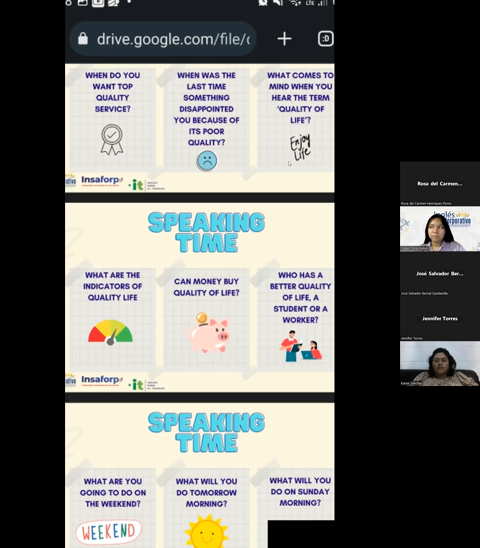 drive.google.com/file/
:D
WHEN DO YOU
WANT TOP
QUALITY
SERVICE?
WHEN WAS THE
LAST TIME
SOMETHING
DISAPPOINTED
YOU BECAUSE OF
ITS POOR
QUALITY?
WHAT COMES TO
MIND WHEN YOU
HEAR THE TERM
'QUALITY OF
LIFE'?
Enjoy
Life
Insaforp
it
SPEAKING
TIME
WHAT ARE THE
INDICATORS OF
QUALITY LIFE
CAN MONEY BUY
QUALITY OF LIFE?
WHO HAS A
BETTER QUALITY
OF LIFE, A
STUDENT OR A
WORKER?
Insaforp
it
SPEAKING
TIME
WHAT ARE YOU
GOING TO DO ON
THE WEEKEND?
WEEKEND
WHAT WILL YOU
DO TOMORROW
MORNING?
WHAT WILL YOU
DO ON SUNDAY
MORNING?
Rosa del Carmen...
José Salvador Ber...
Jennifer Torres
Jennifer Torres